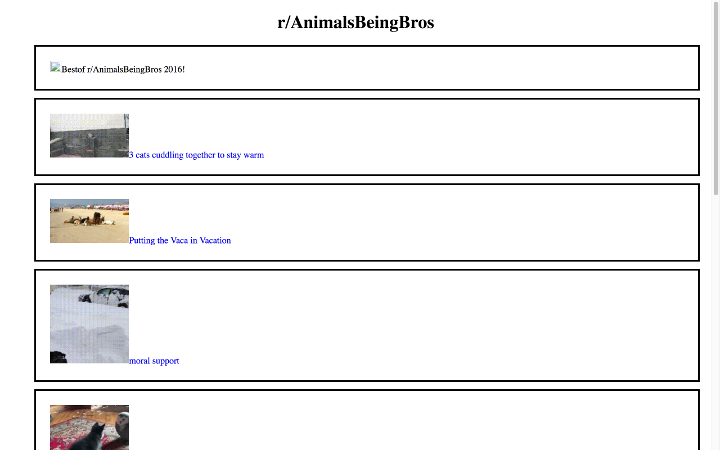 r/AnimalsBeingBros
Bestof r/AnimalsBeingBros 2016!
3 cats cuddling together to stay warm
Putting the Vaca in Vacation
moral support